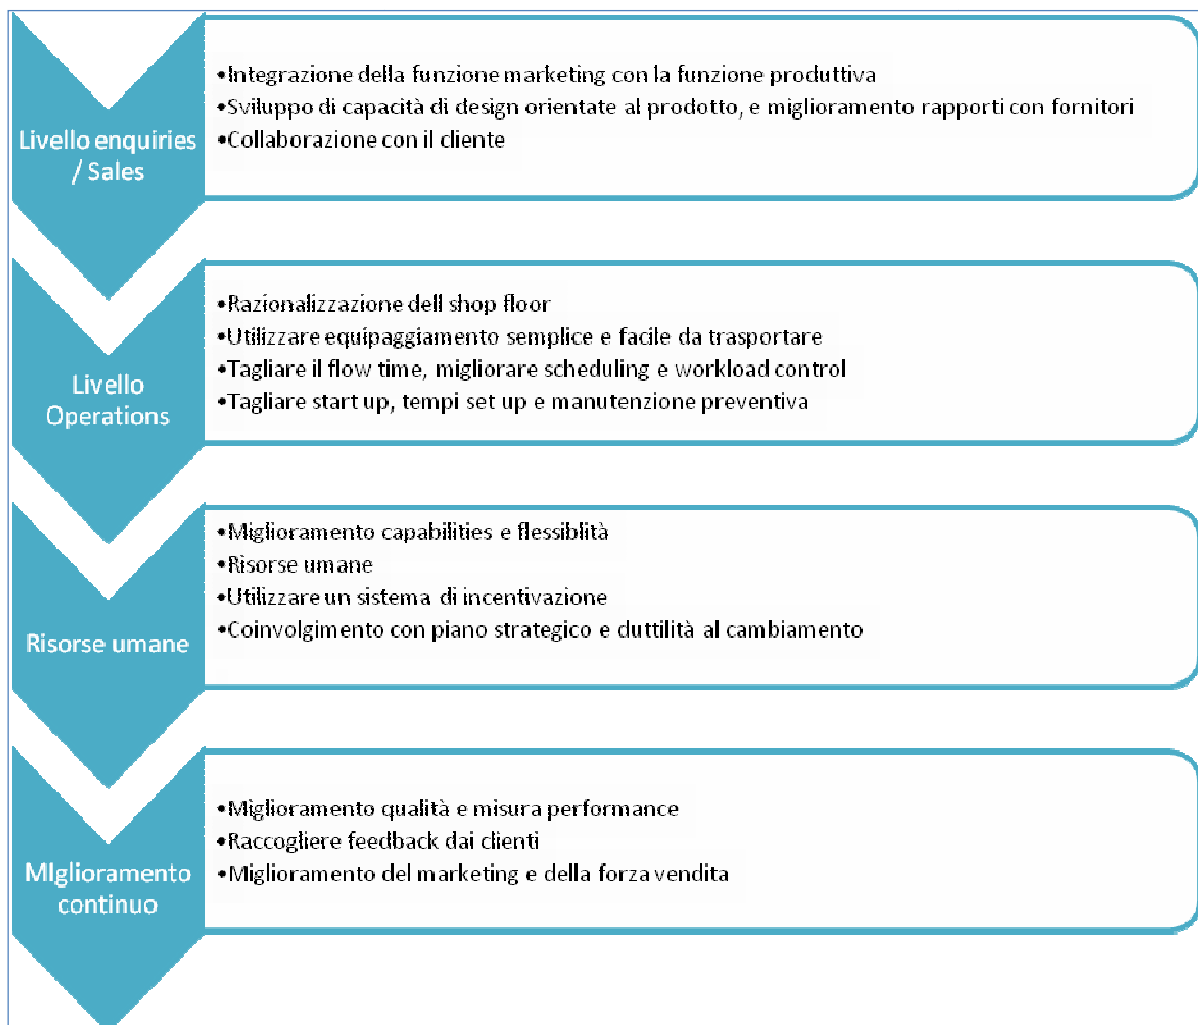 Livello enquiries
/ Sales
•Integrazione della funzione marketing con la funzione produttiva
•Sviluppo di capacità di design orientate al prodotto, e miglioramento rapporti con fornitori
•Collaborazione con il cliente
Livello
Operations
•Razionalizzazione dell shop floor
•Utilizzare equipaggiamento semplice e facile da trasportare
•Tagliare il flow time, migliorare scheduling e workload control
•Tagliare start up, tempi set up e manutenzione preventiva
Risorse umane
•Miglioramento capabilities e flessiblità
•Risorse umane
•Utilizzare un sistema di incentivazione
•Coinvolgimento con piano strategico e duttilità al cambiamento
MIglioramento
continuo
•Miglioramento qualità e misura performance
•Raccogliere feedback dai clienti
•Miglioramento del marketing e della forza vendita